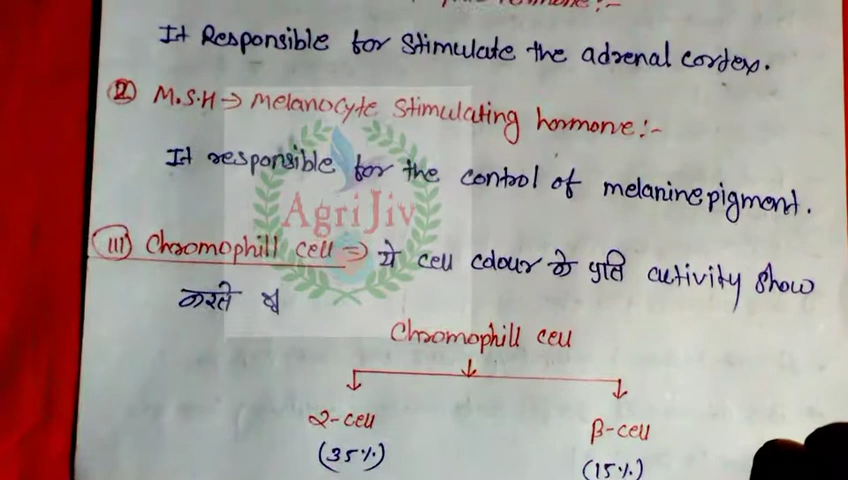 hormone:-
It Responsible for Stimulate the adrenal cortex.
② M.S.H → Melanocyte Stimulating hormone:-
It responsible for the control of melanine pigment.
(III) Chromophill cell ⇒ ये cell colour के प्रति activity show
करते है
AgriJiv
Chromophill cell
α-cell β-cell
(35%) (15%)